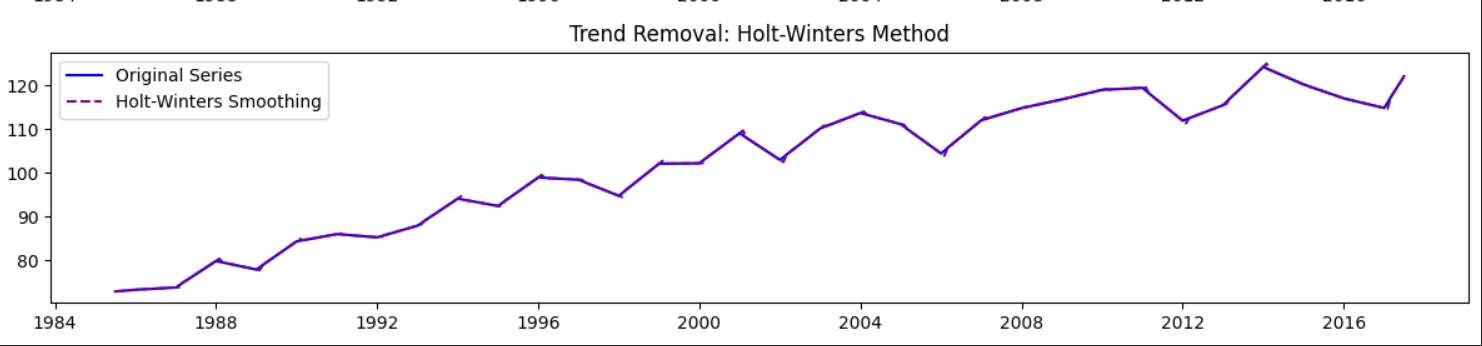 Trend Removal: Holt-Winters Method
Original Series
Holt-Winters Smoothing
120
110
100
90
80
1984 1988 1992 1996 2000 2004 2008 2012 2016